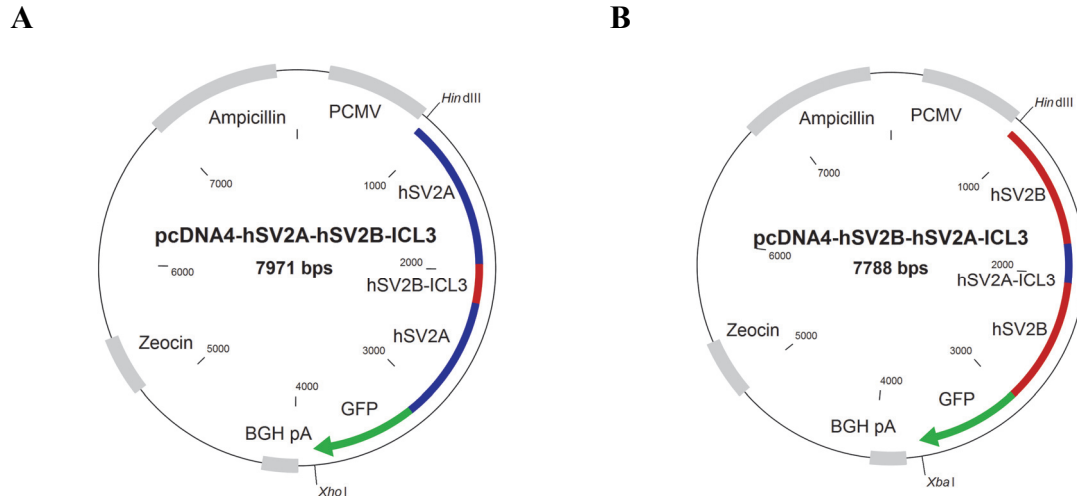 A
Ampicillin
PCMV
HindIII
I
7000
1000
hSV2A
pcDNA4-hSV2A-hSV2B-ICL3
7971 bps
6000
2000
hSV2B-ICL3
Zeocin
5000
3000
hSV2A
4000
GFP
BGH pA
XhoI
B
Ampicillin
PCMV
HindIII
I
7000
1000
hSV2B
pcDNA4-hSV2B-hSV2A-ICL3
7788 bps
6000
2000
hSV2A-ICL3
Zeocin
5000
3000
hSV2B
4000
GFP
BGH pA
XbaI